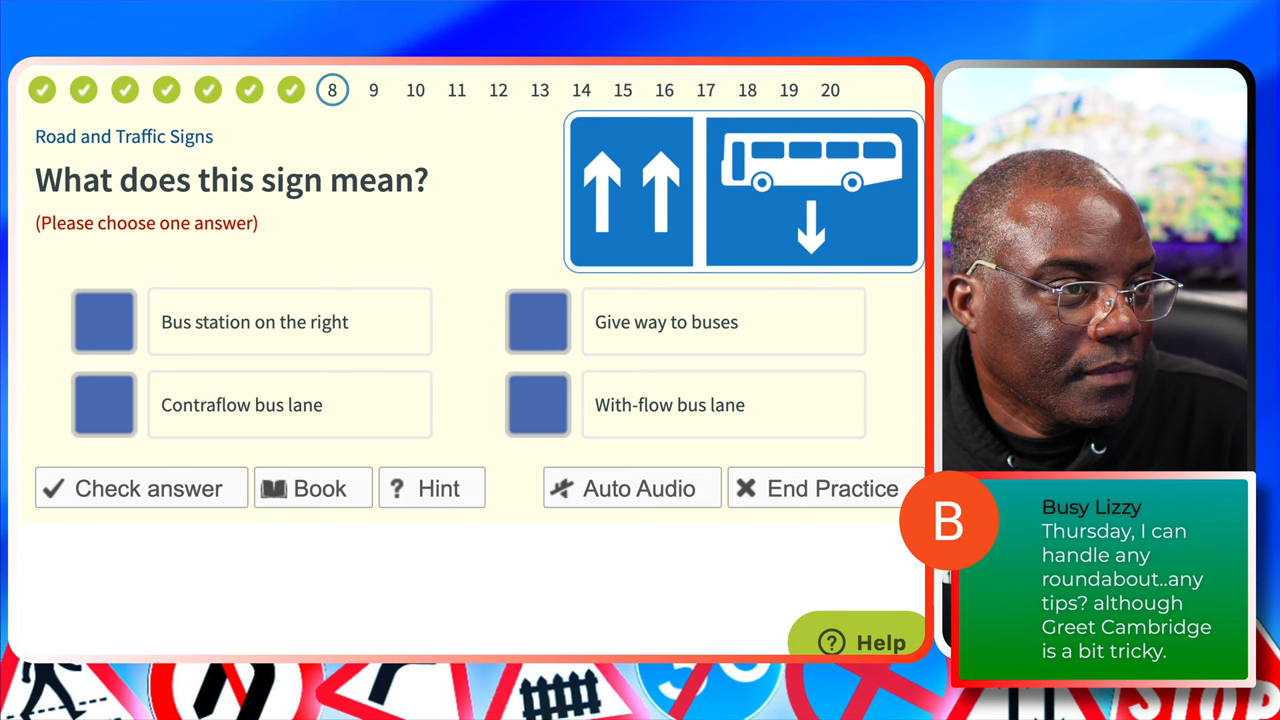 8 9 10 11 12 13 14 15 16 17 18 19 20
Road and Traffic Signs
What does this sign mean?
(Please choose one answer)
Bus station on the right
Give way to buses
Contraflow bus lane
With-flow bus lane
Check answer
Book
? Hint
Auto Audio
End Practice
? Help
B
Busy Lizzy
Thursday, I can
handle any
roundabout..any
tips? although
Greet Cambridge
is a bit tricky.
STOP